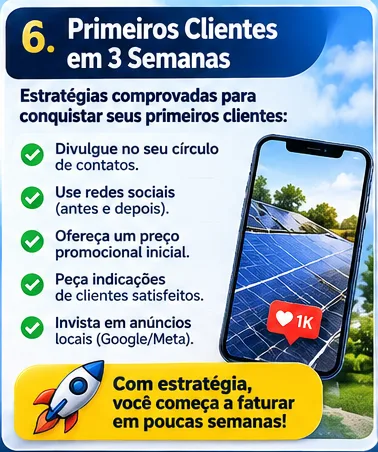 6. Primeiros Clientes
em 3 Semanas
Estratégias comprovadas para
conquistar seus primeiros clientes:
Divulgue no seu círculo
de contatos.
Use redes sociais
(antes e depois).
Ofereça um preço
promocional inicial.
Peça indicações
de clientes satisfeitos.
Invista em anúncios
locais (Google/Meta).
1K
Com estratégia,
você começa a faturar
em poucas semanas!